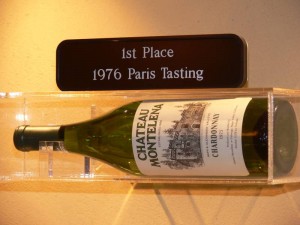 1st Place
1976 Paris Tasting
CHATEAU
MONTELENA
CHARDONNAY